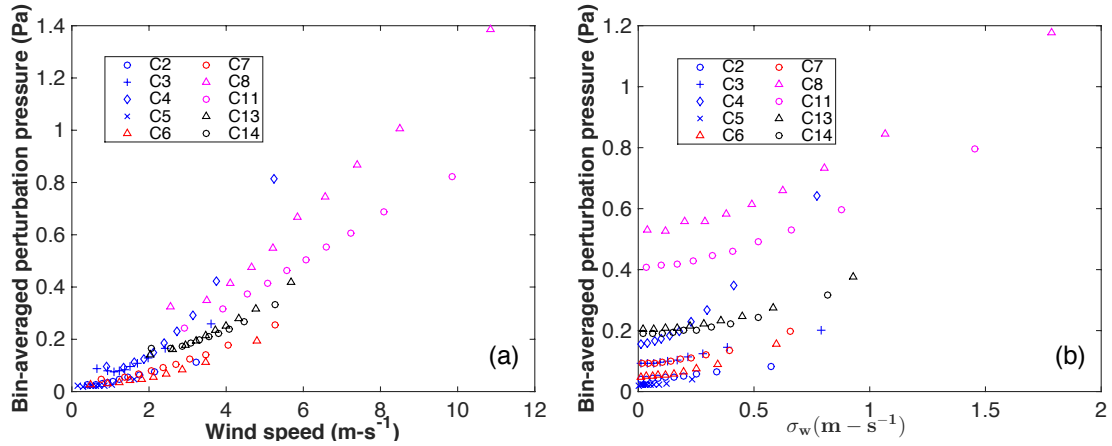 Bin-averaged perturbation pressure (Pa)
1.4
1.2
1
0.8
0.6
0.4
0.2
0
C2 C7
C3 C8
C4 C11
C5 C13
C6 C14
(a)
0 2 4 6 8 10 12
Wind speed (m-s⁻¹)
Bin-averaged perturbation pressure (Pa)
1.2
1
0.8
0.6
0.4
0.2
0
C2 C7
C3 C8
C4 C11
C5 C13
C6 C14
(b)
0 0.5 1 1.5 2
σw(m − s⁻¹)